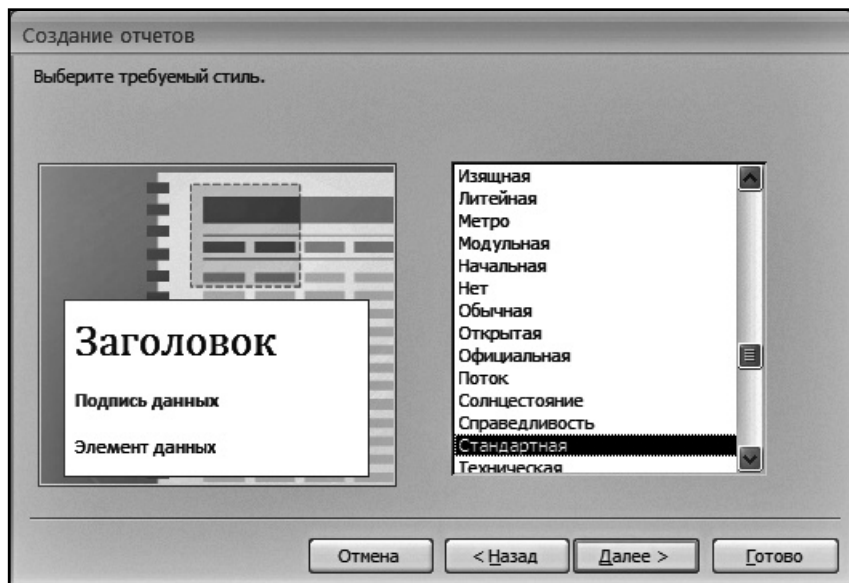 Создание отчетов
Выберите требуемый стиль.
Заголовок
Подпись данных
Элемент данных
Изящная
Литейная
Метро
Модульная
Начальная
Нет
Обычная
Открытая
Официальная
Поток
Солнцестояние
Справедливость
Стандартная
Техническая
Отмена
< Назад
Далее >
Готово